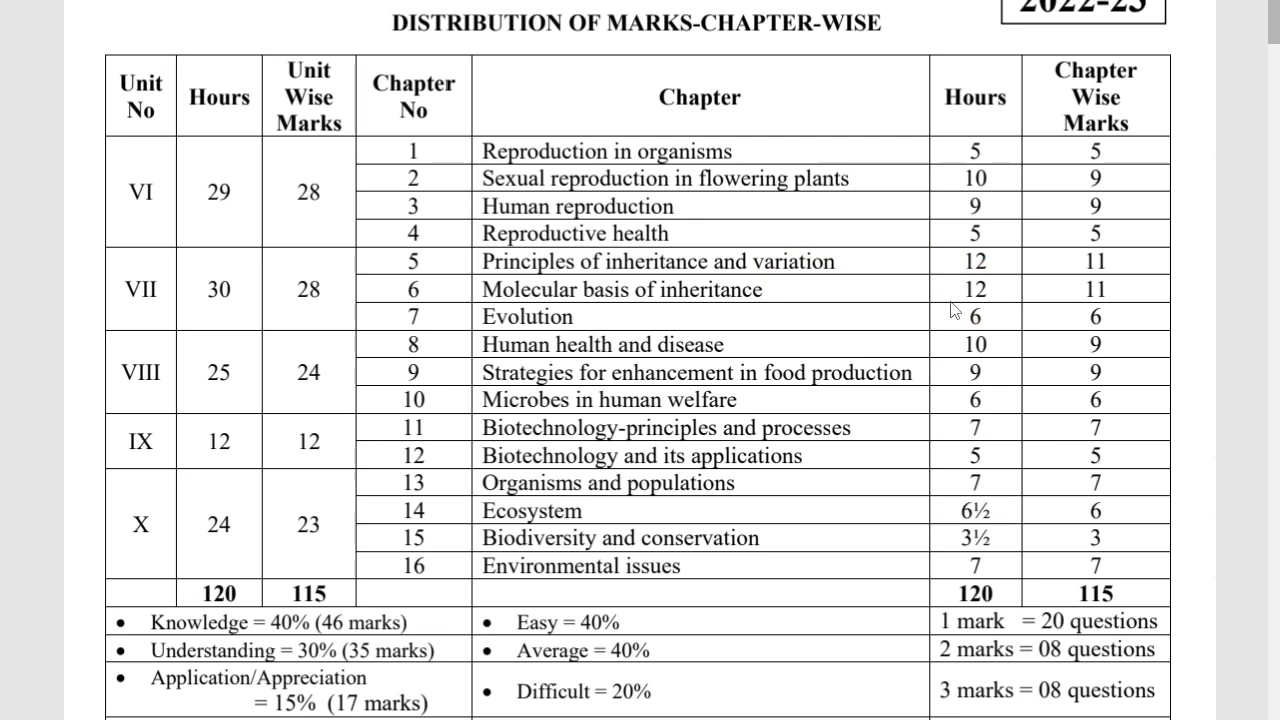 2022-23
DISTRIBUTION OF MARKS-CHAPTER-WISE
Unit No | Hours | Unit Wise Marks | Chapter No | Chapter | Hours | Chapter Wise Marks
VI | 29 | 28 | 1 | Reproduction in organisms | 5 | 5
2 | Sexual reproduction in flowering plants | 10 | 9
3 | Human reproduction | 9 | 9
4 | Reproductive health | 5 | 5
VII | 30 | 28 | 5 | Principles of inheritance and variation | 12 | 11
6 | Molecular basis of inheritance | 12 | 11
7 | Evolution | 6 | 6
VIII | 25 | 24 | 8 | Human health and disease | 10 | 9
9 | Strategies for enhancement in food production | 9 | 9
10 | Microbes in human welfare | 6 | 6
IX | 12 | 12 | 11 | Biotechnology-principles and processes | 7 | 7
12 | Biotechnology and its applications | 5 | 5
X | 24 | 23 | 13 | Organisms and populations | 7 | 7
14 | Ecosystem | 6½ | 6
15 | Biodiversity and conservation | 3½ | 3
16 | Environmental issues | 7 | 7
120 | 115 | 120 | 115
• Knowledge = 40% (46 marks) | • Easy = 40% | 1 mark = 20 questions
• Understanding = 30% (35 marks) | • Average = 40% | 2 marks = 08 questions
• Application/Appreciation
= 15% (17 marks) | • Difficult = 20% | 3 marks = 08 questions